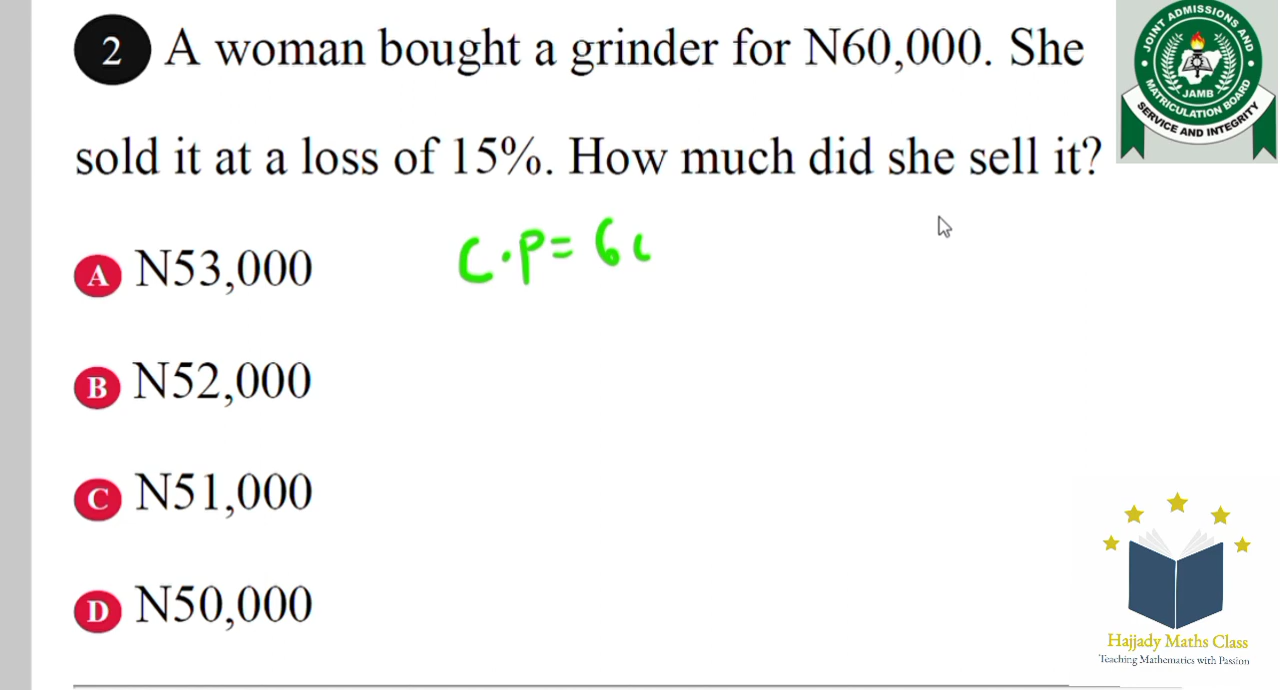 2 A woman bought a grinder for N60,000. She
sold it at a loss of 15%. How much did she sell it?
C.P= 6
A N53,000
B N52,000
C N51,000
D N50,000
JOINT ADMISSIONS AND
MATRICULATION BOARD
JAMB
SERVICE AND INTEGRITY
Hajjady Maths Class
Teaching Mathematics with Passion